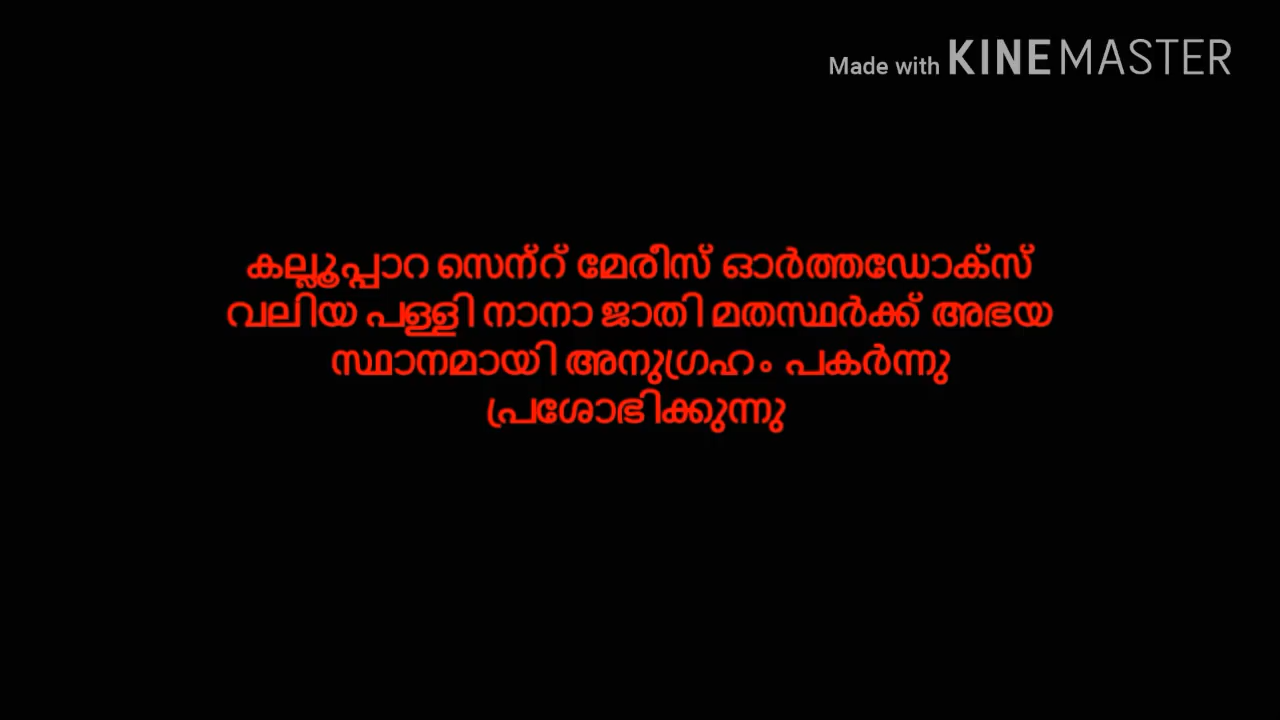 Made with KINEMASTER
കല്ലൂപ്പാറ സെന്റ് മേരീസ് ഓർത്തഡോക്സ്
വലിയ പള്ളി നാനാ ജാതി മതസ്ഥർക്ക് അഭയ
സ്ഥാനമായി അനുഗ്രഹം പകർന്നു
പ്രശോഭിക്കുന്നു